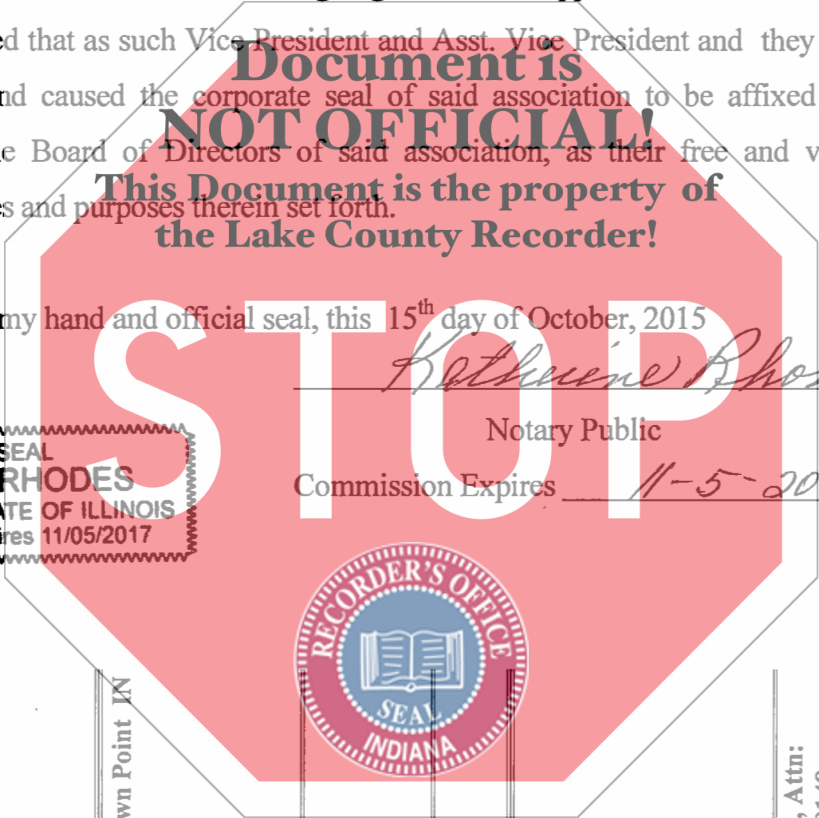 ed that as such Vice President and Asst. Vice President and they
Document is
nd caused the corporate seal of said association to be affixed
NOT OFFICIAL!
e Board of Directors of said association, as their free and v
This Document is the property of
s and purposes therein set forth.
the Lake County Recorder!
my hand and official seal, this 15th day of October, 2015
STOP
Katherine Rho
Notary Public
SEAL
RHODES
ATE OF ILLINOIS
res 11/05/2017
Commission Expires 11-5-20
RECORDER'S OFFICE
SEAL
INDIANA
wn Point IN
, Attn: